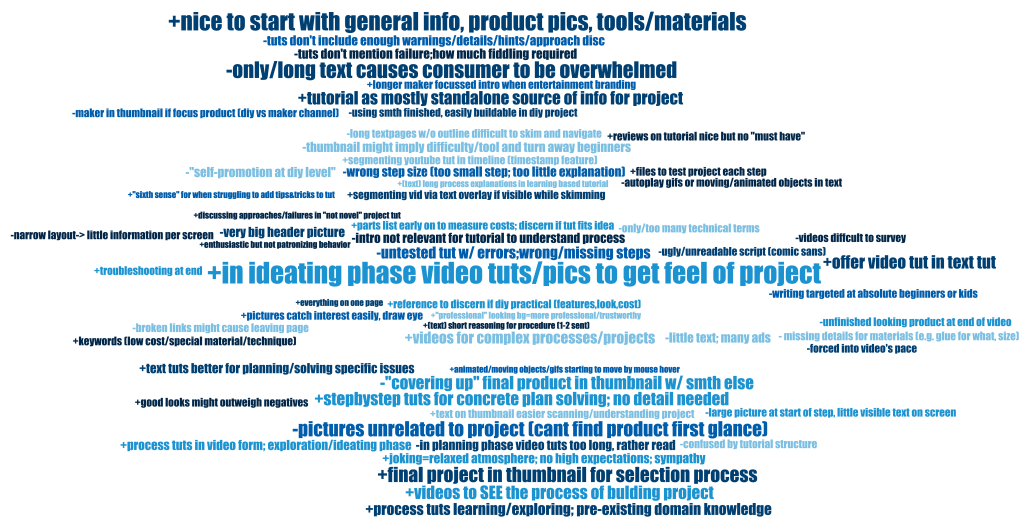 +nice to start with general info, product pics, tools/materials
-tuts don't include enough warnings/details/hints/approach disc
-tuts don't mention failure;how much fiddling required
-only/long text causes consumer to be overwhelmed
+longer maker focussed intro when entertainment branding
+tutorial as mostly standalone source of info for project
-maker in thumbnail if focus product (diy vs maker channel)
-using smth finished, easily buildable in diy project
-long textpages w/o outline difficult to skim and navigate
+reviews on tutorial nice but no "must have"
-thumbnail might imply difficulty/tool and turn away beginners
+segmenting youtube tut in timeline (timestamp feature)
-"self-promotion at diy level"
-wrong step size (too small step; too little explanation)
+files to test project each step
+(text) long process explanations in learning based tutorial
-autoplay gifs or moving/animated objects in text
+"sixth sense" for when struggling to add tips&tricks to tut
+segmenting vid via text overlay if visible while skimming
+discussing approaches/failures in "not novel" project tut
+parts list early on to measure costs; discern if tut fits idea
-only/too many technical terms
-narrow layout-> little information per screen
-very big header picture
-intro not relevant for tutorial to understand process
-videos diffcult to survey
+enthusiastic but not patronizing behavior
-untested tut w/ errors;wrong/missing steps
-ugly/unreadable script (comic sans)
+offer video tut in text tut
+troubleshooting at end
+in ideating phase video tuts/pics to get feel of project
-writing targeted at absolute beginners or kids
+everything on one page
+reference to discern if diy practical (features,look,cost)
+pictures catch interest easily, draw eye
+"professional" looking bg=more professional/trustworthy
-unfinished looking product at end of video
-broken links might cause leaving page
+(text) short reasoning for procedure (1-2 sent)
+keywords (low cost/special material/technique)
+videos for complex processes/projects
-little text; many ads
- missing details for materials (e.g. glue for what, size)
-forced into video's pace
+text tuts better for planning/solving specific issues
+animated/moving objects/gifs starting to move by mouse hover
-"covering up" final product in thumbnail w/ smth else
+good looks might outweigh negatives
+stepbystep tuts for concrete plan solving; no detail needed
+text on thumbnail easier scanning/understanding project
-large picture at start of step, little visible text on screen
-pictures unrelated to project (cant find product first glance)
+process tuts in video form; exploration/ideating phase
-in planning phase video tuts too long, rather read
-confused by tutorial structure
+joking=relaxed atmosphere; no high expectations; sympathy
+final project in thumbnail for selection process
+videos to SEE the process of bulding project
+process tuts learning/exploring; pre-existing domain knowledge